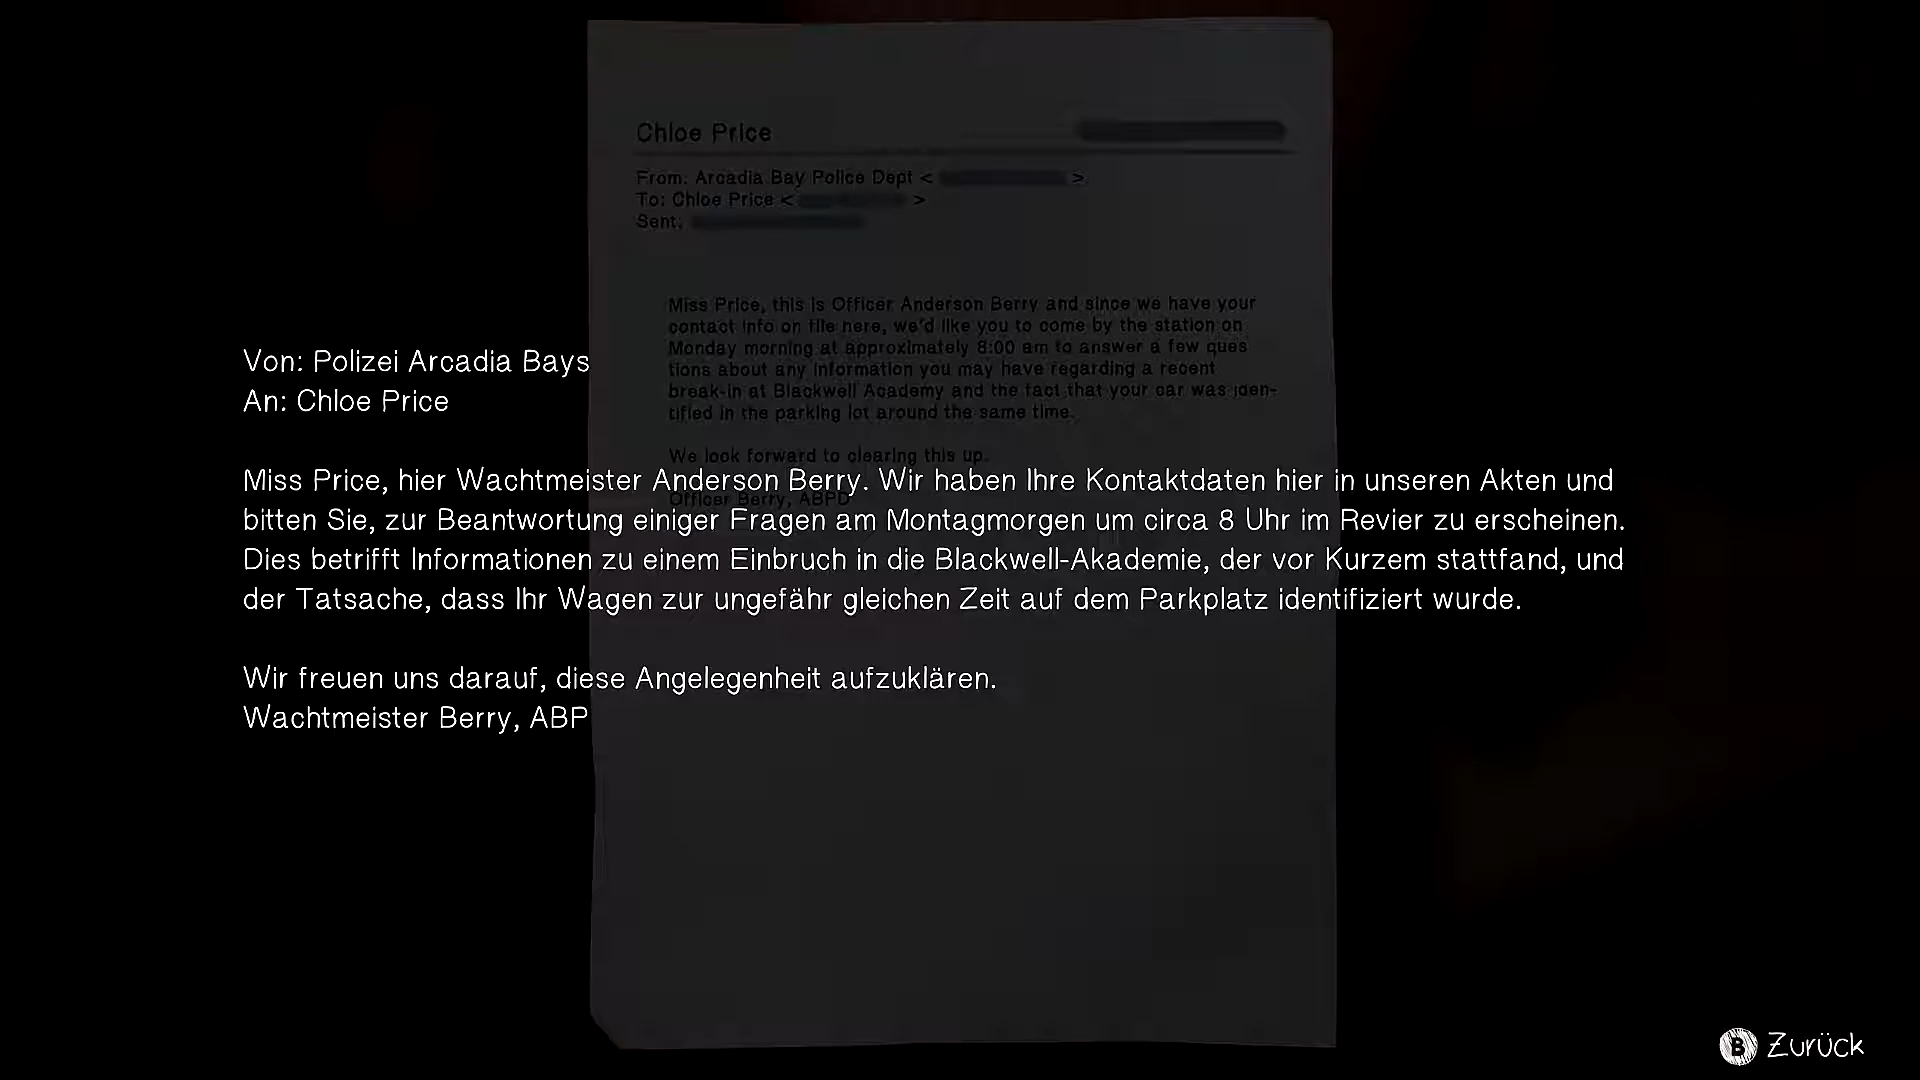 Chloe Price
From: Arcadia Bay Police Dept < >
To: Chloe Price < >
Sent:
Miss Price, this is Officer Anderson Berry and since we have your
contact info on file here, we'd like you to come by the station on
Monday morning at approximately 8:00 am to answer a few ques
tions about any information you may have regarding a recent
break-in at Blackwell Academy and the fact that your car was iden-
tified in the parking lot around the same time.
We look forward to clearing this up.
Officer Berry, ABPD
Von: Polizei Arcadia Bays
An: Chloe Price
Miss Price, hier Wachtmeister Anderson Berry. Wir haben Ihre Kontaktdaten hier in unseren Akten und
bitten Sie, zur Beantwortung einiger Fragen am Montagmorgen um circa 8 Uhr im Revier zu erscheinen.
Dies betrifft Informationen zu einem Einbruch in die Blackwell-Akademie, der vor Kurzem stattfand, und
der Tatsache, dass Ihr Wagen zur ungefähr gleichen Zeit auf dem Parkplatz identifiziert wurde.
Wir freuen uns darauf, diese Angelegenheit aufzuklären.
Wachtmeister Berry, ABP
B Zurück